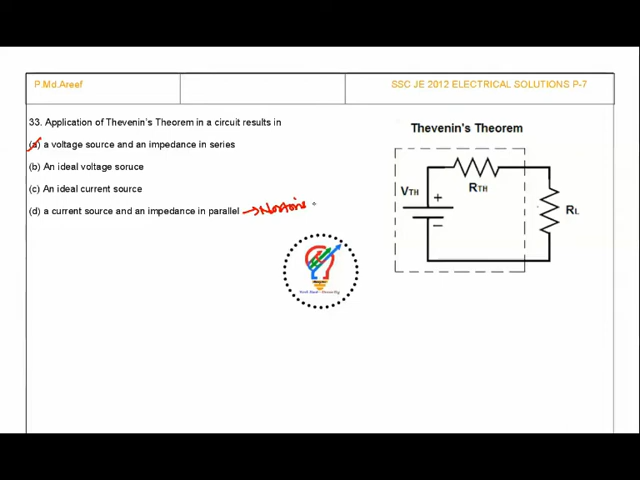 P.Md.Areef
SSC JE 2012 ELECTRICAL SOLUTIONS P-7
33. Application of Thevenin's Theorem in a circuit results in
(a) a voltage source and an impedance in series
(b) An ideal voltage soruce
(c) An ideal current source
(d) a current source and an impedance in parallel → Nortons
Thevenin's Theorem
VTH
+
−
RTH
RL